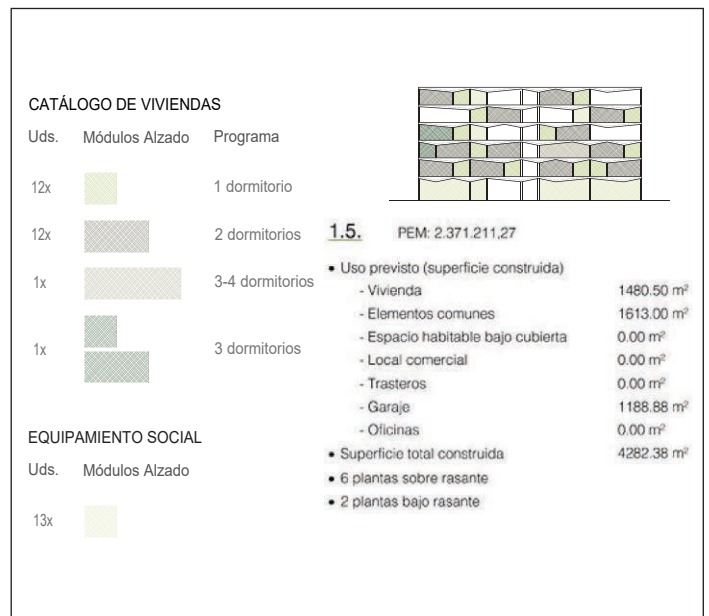 CATÁLOGO DE VIVIENDAS
Uds. Módulos Alzado Programa
12x 1 dormitorio
12x 2 dormitorios
1x 3-4 dormitorios
1x 3 dormitorios
EQUIPAMIENTO SOCIAL
Uds. Módulos Alzado
13x
1.5. PEM: 2.371.211,27
• Uso previsto (superficie construida)
- Vivienda 1480.50 m²
- Elementos comunes 1613.00 m²
- Espacio habitable bajo cubierta 0.00 m²
- Local comercial 0.00 m²
- Trasteros 0.00 m²
- Garaje 1188.88 m²
- Oficinas 0.00 m²
• Superficie total construida 4282.38 m²
• 6 plantas sobre rasante
• 2 plantas bajo rasante